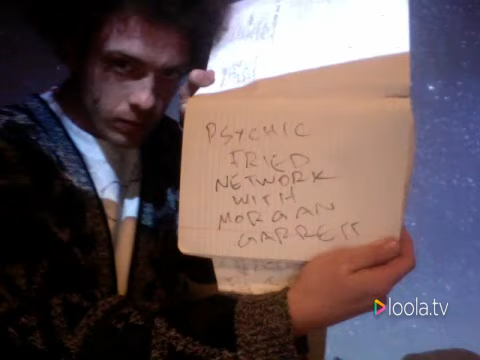 PSYCHIC
FRIED
NETWORK
WITH
MORGAN
GARRETT
loola.tv